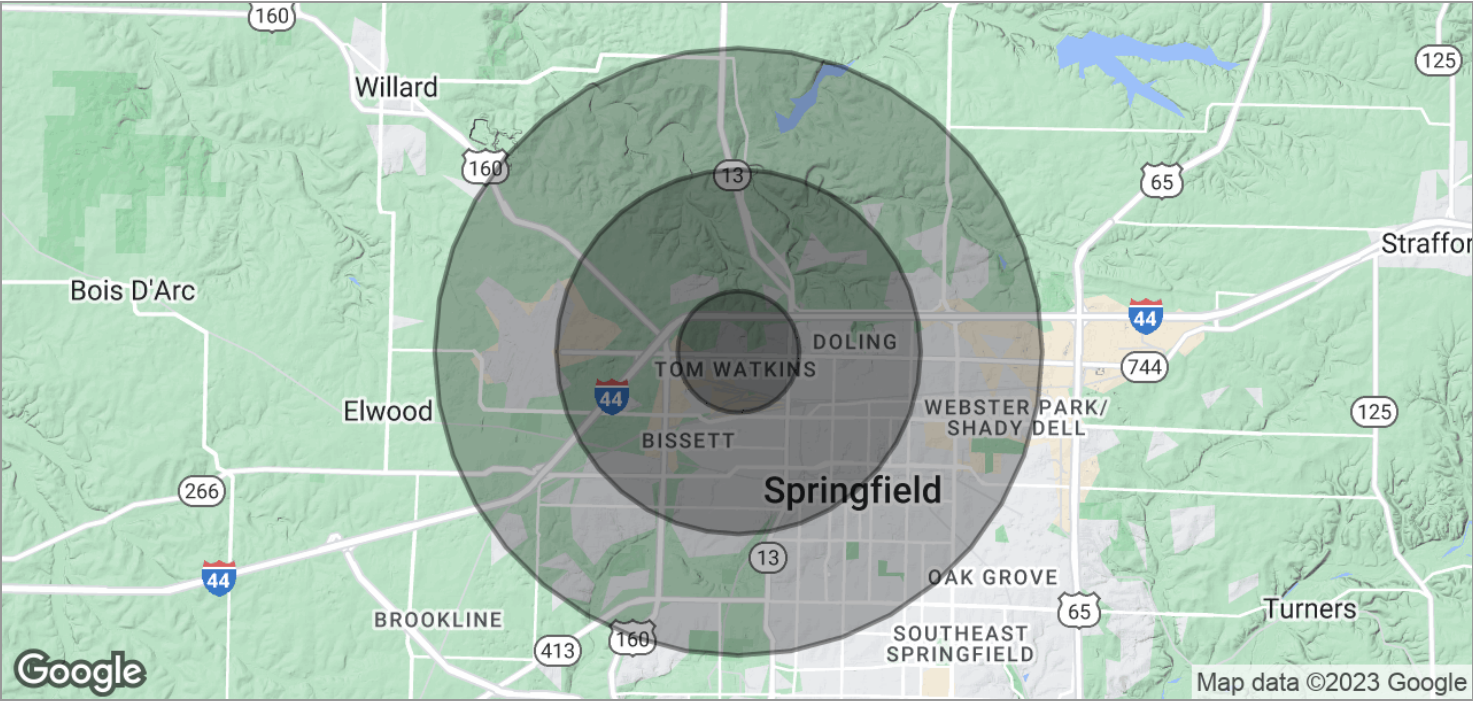 160
125
Willard
160
13
65
Straffor
Bois D'Arc
44
DOLING
744
TOM WATKINS
44
Elwood
WEBSTER PARK/
SHADY DELL
125
BISSETT
266
Springfield
13
44
OAK GROVE
65
Turners
BROOKLINE
160
413
SOUTHEAST
SPRINGFIELD
Google
Map data ©2023 Google